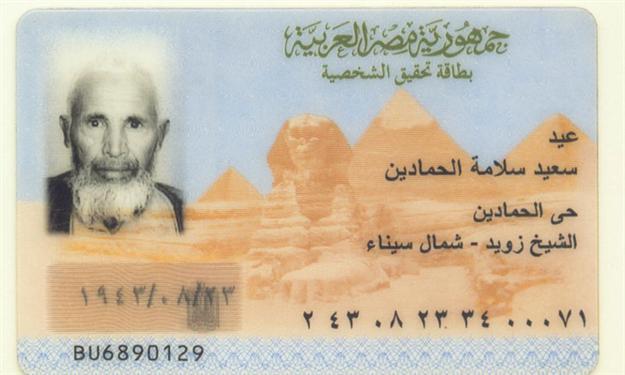 جمهورية مصر العربية
بطاقة تحقيق الشخصية
عيد
سعيد سلامة الحمادين
حى الحمادين
الشيخ زويد - شمال سيناء
١٩٤٣/٠٨/٢٣
٢ ٤٣ ٠٨ ٢٣ ٣٤ ٠٠٠٧١
BU6890129